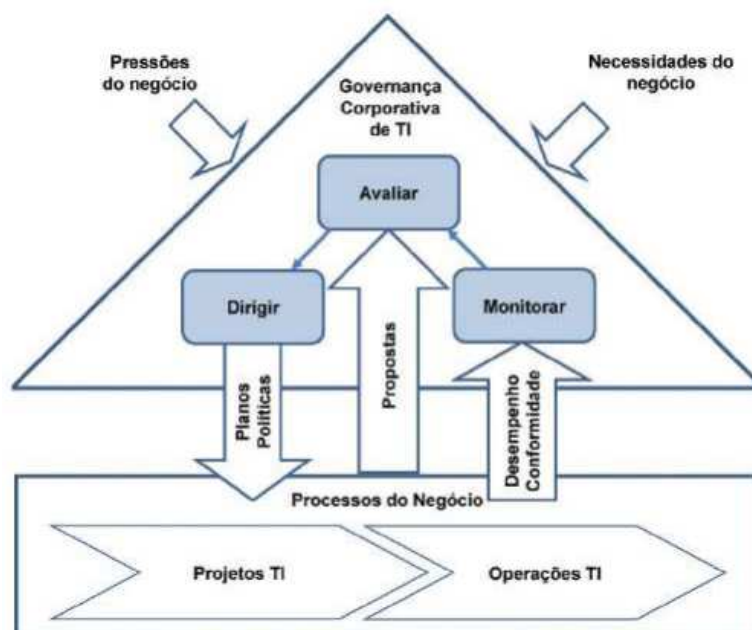 Pressões
do negócio
Necessidades do
negócio
Governança
Corporativa
de TI
Avaliar
Dirigir
Monitorar
Planos
Políticas
Propostas
Desempenho
Conformidade
Processos do Negócio
Projetos TI
Operações TI